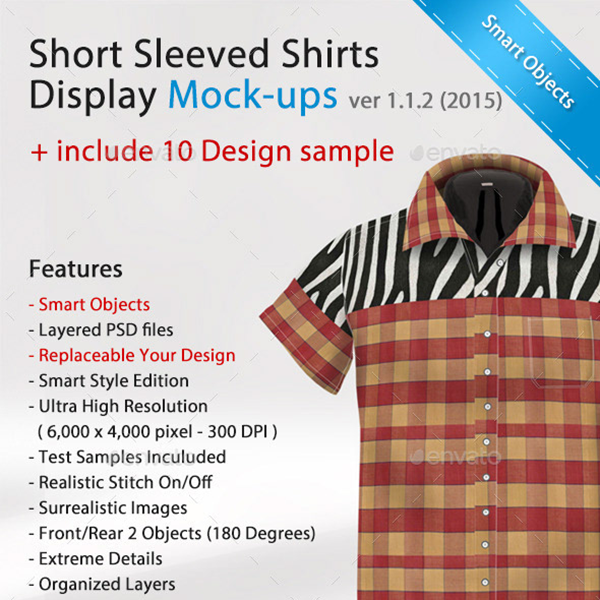 Short Sleeved Shirts
Display Mock-ups ver 1.1.2 (2015)
+ include 10 Design sample
Smart Objects
Features
- Smart Objects
- Layered PSD files
- Replaceable Your Design
- Smart Style Edition
- Ultra High Resolution
( 6,000 x 4,000 pixel - 300 DPI )
- Test Samples Included
- Realistic Stitch On/Off
- Surrealistic Images
- Front/Rear 2 Objects (180 Degrees)
- Extreme Details
- Organized Layers
envato
envato
envato
envato